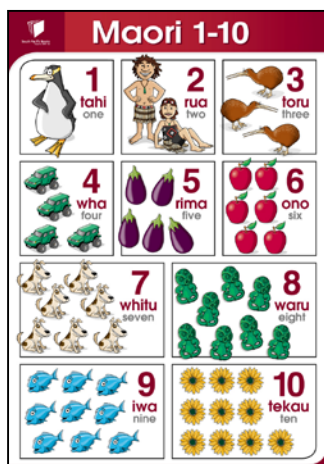 Maori 1-10
1
tahi
one
2
rua
two
3
toru
three
4
wha
four
5
rima
five
6
ono
six
7
whitu
seven
8
waru
eight
9
iwa
nine
10
tekau
ten